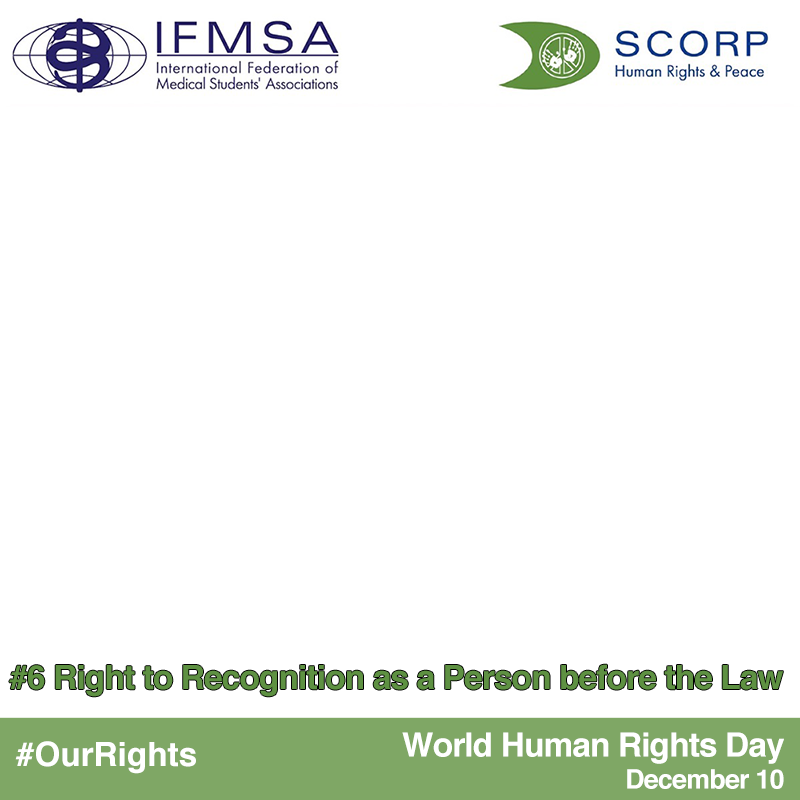 IFMSA
International Federation of
Medical Students' Associations
SCORP
Human Rights & Peace
#6 Right to Recognition as a Person before the Law
#OurRights
World Human Rights Day
December 10